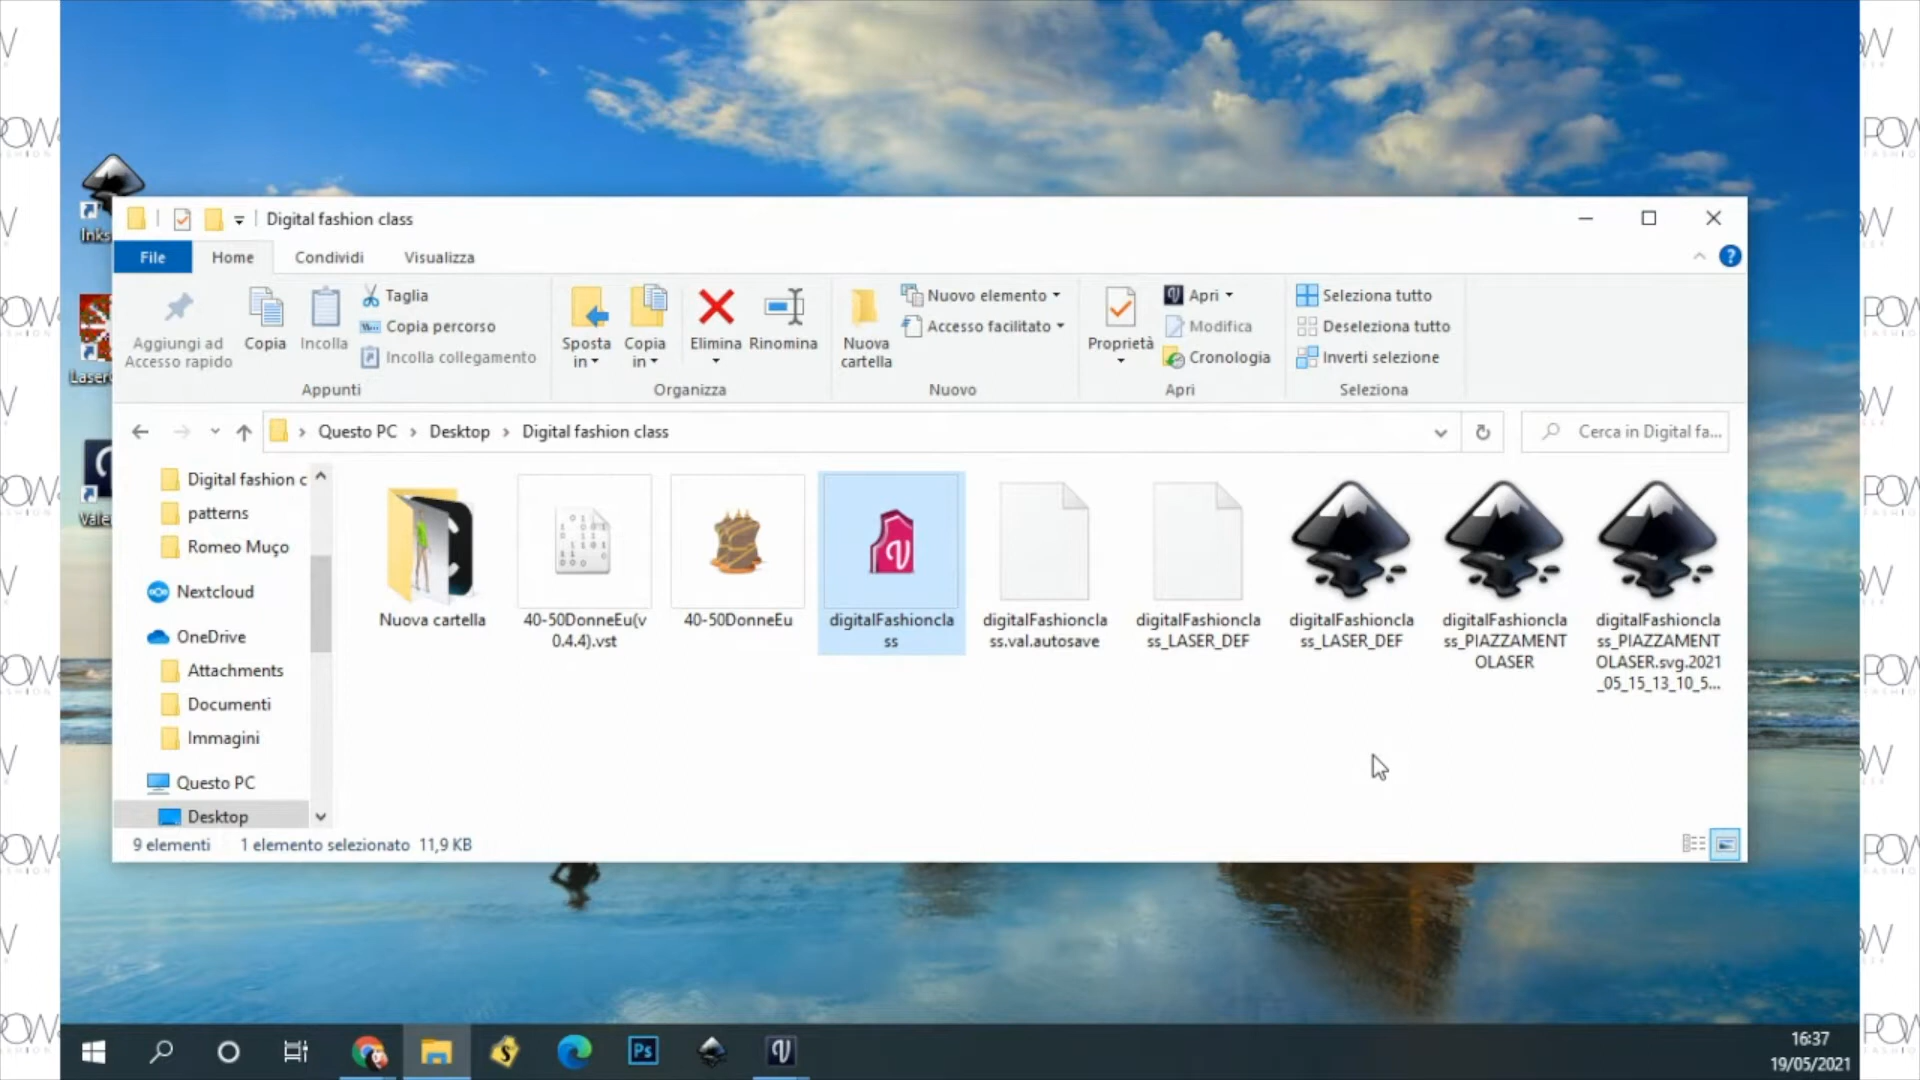 Digital fashion class
File
Home
Condividi
Visualizza
Aggiungi ad
Accesso rapido
Copia
Incolla
Taglia
Copia percorso
Incolla collegamento
Appunti
Sposta
in
Copia
in
Elimina
Rinomina
Organizza
Nuova
cartella
Nuovo elemento
Accesso facilitato
Nuovo
Proprietà
Apri
Modifica
Cronologia
Apri
Seleziona tutto
Deseleziona tutto
Inverti selezione
Seleziona
Questo PC > Desktop > Digital fashion class
Cerca in Digital fa...
Digital fashion c
patterns
Romeo Muço
Nextcloud
OneDrive
Attachments
Documenti
Immagini
Questo PC
Desktop
Nuova cartella
40-50DonneEu(v
0.4.4).vst
40-50DonneEu
digitalFashioncla
ss
digitalFashioncla
ss.val.autosave
digitalFashioncla
ss_LASER_DEF
digitalFashioncla
ss_LASER_DEF
digitalFashioncla
ss_PIAZZAMENT
OLASER
digitalFashioncla
ss_PIAZZAMENT
OLASER.svg.2021
_05_15_13_10_5...
9 elementi
1 elemento selezionato 11,9 KB
Inks
Laser
Vale
Ps
16:37
19/05/2021